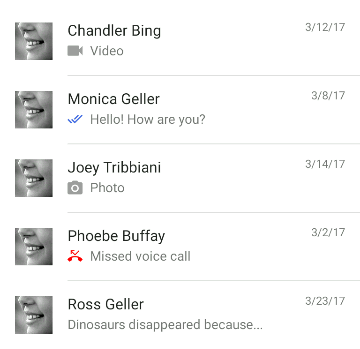 Chandler Bing 3/12/17
Video
Monica Geller 3/8/17
Hello! How are you?
Joey Tribbiani 3/14/17
Photo
Phoebe Buffay 3/2/17
Missed voice call
Ross Geller 3/23/17
Dinosaurs disappeared because...